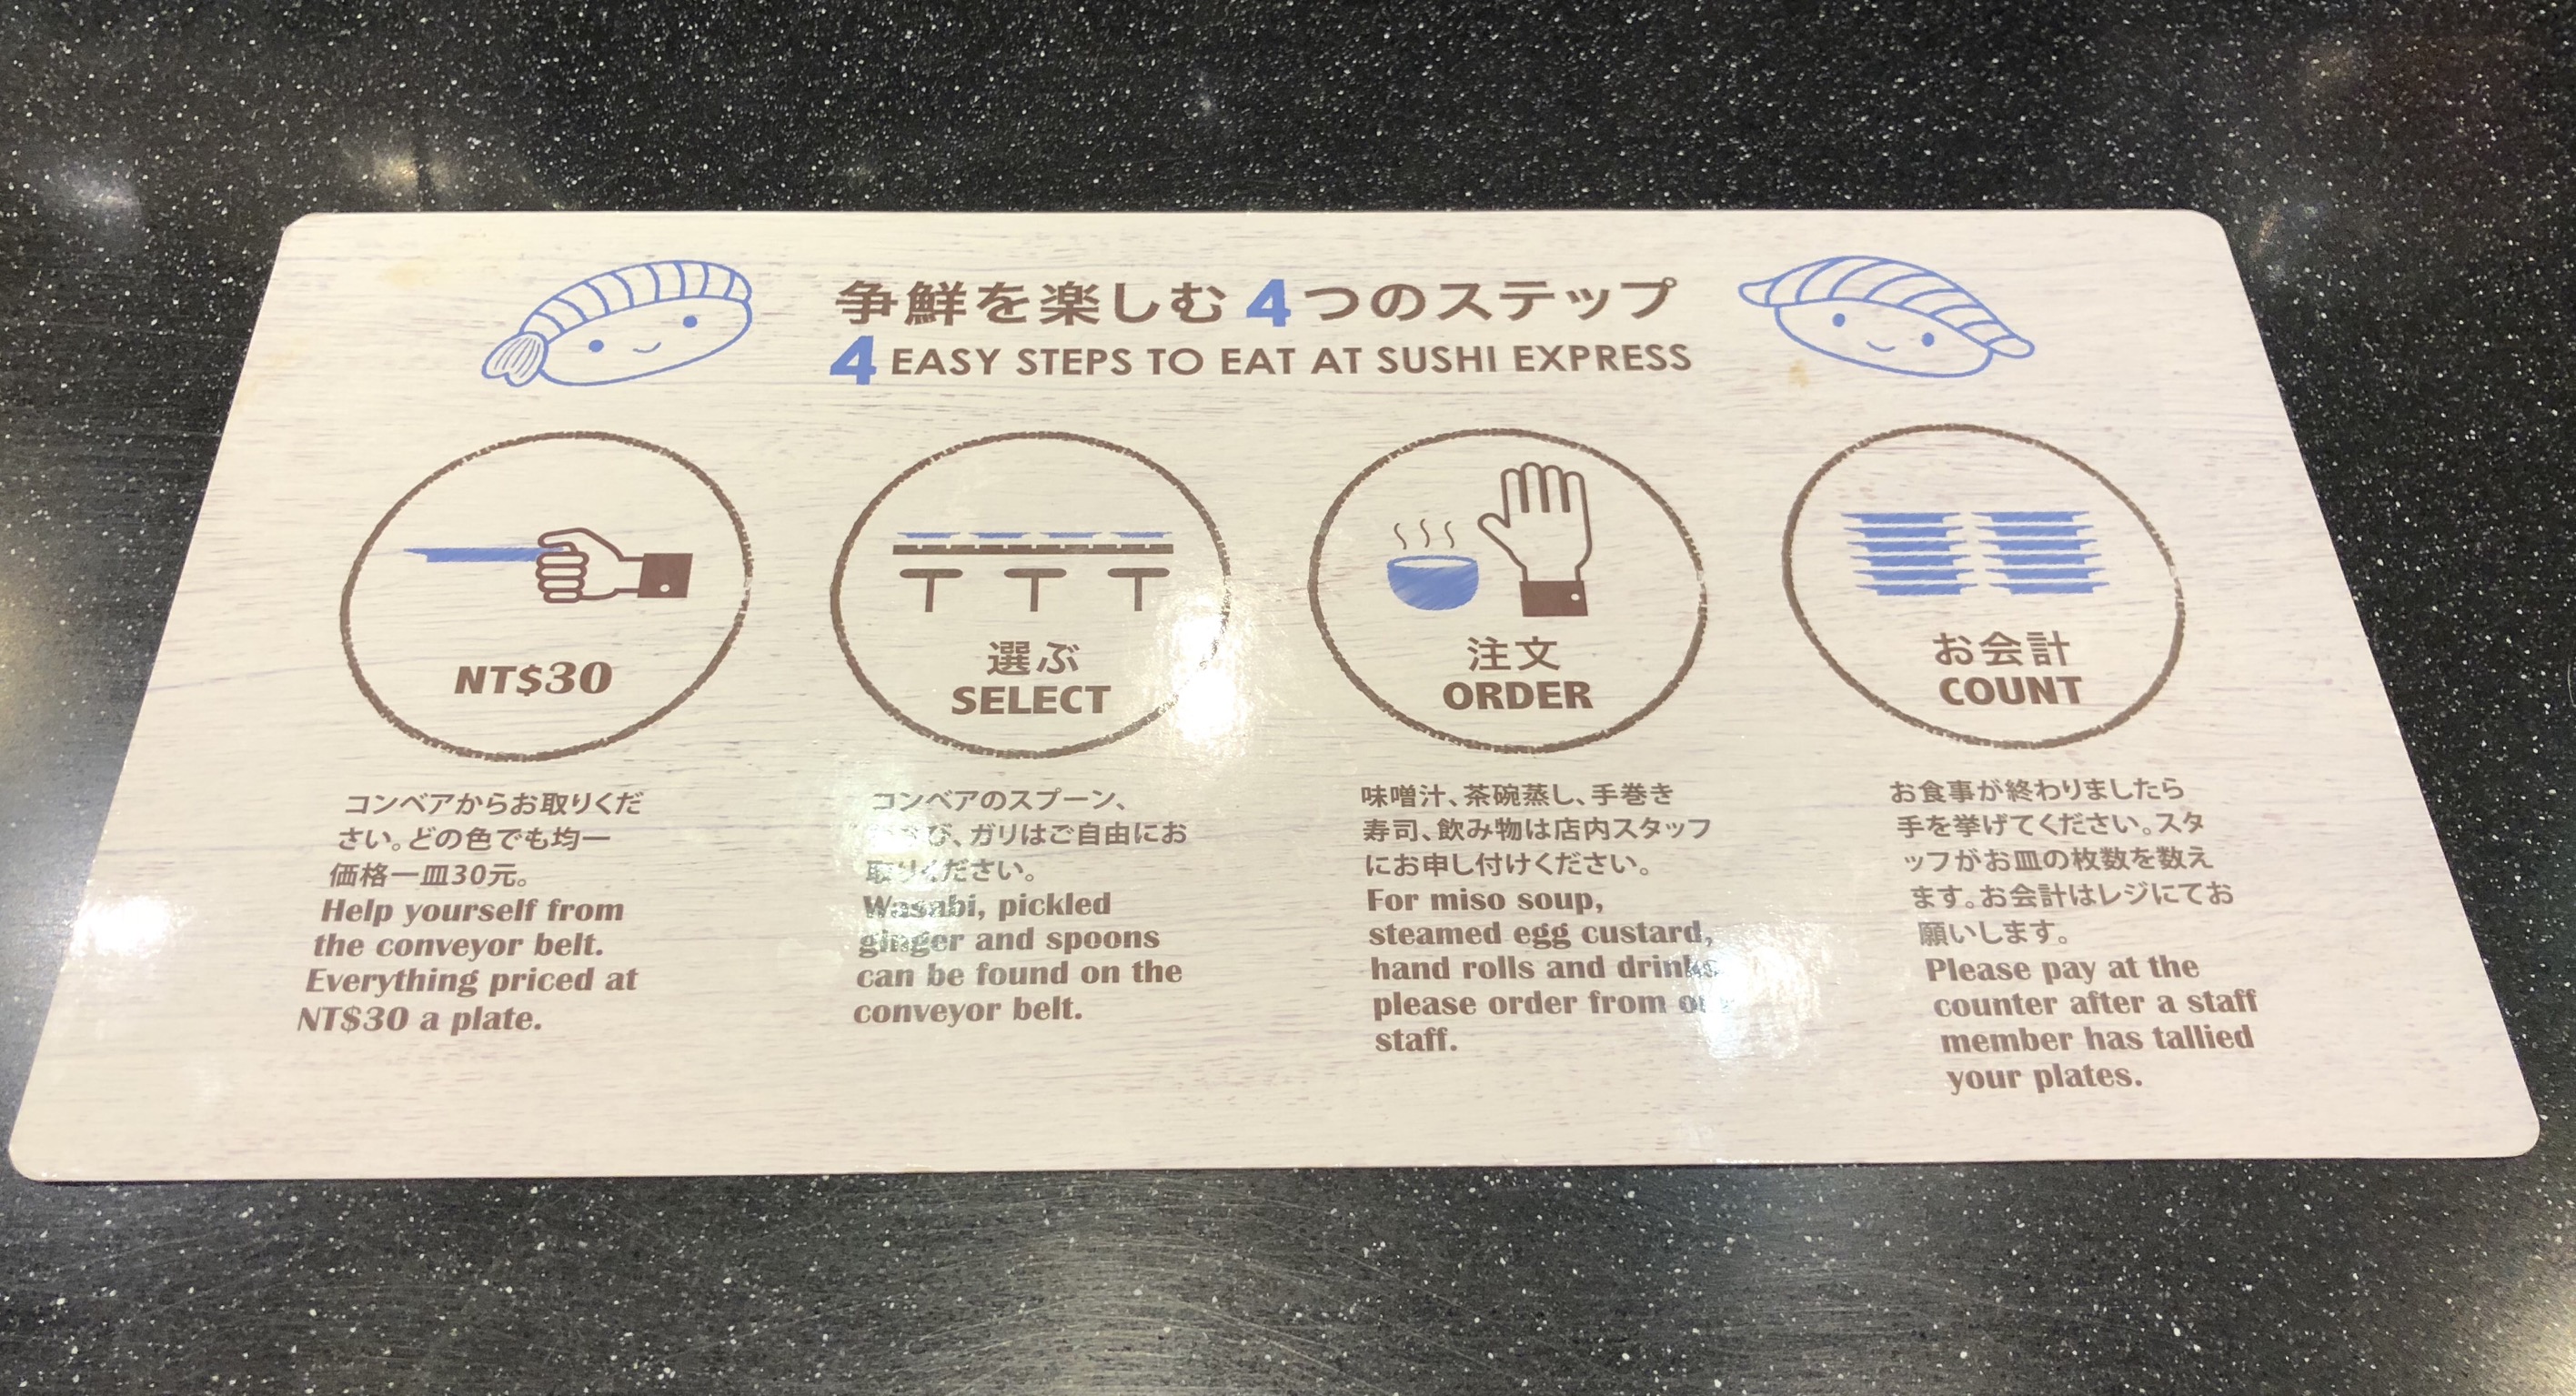 争鮮を楽しむ4つのステップ
4 EASY STEPS TO EAT AT SUSHI EXPRESS
NT$30
コンベアからお取りくだ
さい。どの色でも均一
価格一皿30元。
Help yourself from
the conveyor belt.
Everything priced at
NT$30 a plate.
選ぶ
SELECT
コンベアのスプーン、
び、ガリはご自由にお
取りください。
Wasabi, pickled
ginger and spoons
can be found on the
conveyor belt.
注文
ORDER
味噌汁、茶碗蒸し、手巻き
寿司、飲み物は店内スタッフ
にお申し付けください。
For miso soup,
steamed egg custard,
hand rolls and drinks
please order from our
staff.
お会計
COUNT
お食事が終わりましたら
手を挙げてください。スタ
ッフがお皿の枚数を数え
ます。お会計はレジにてお
願いします。
Please pay at the
counter after a staff
member has tallied
your plates.